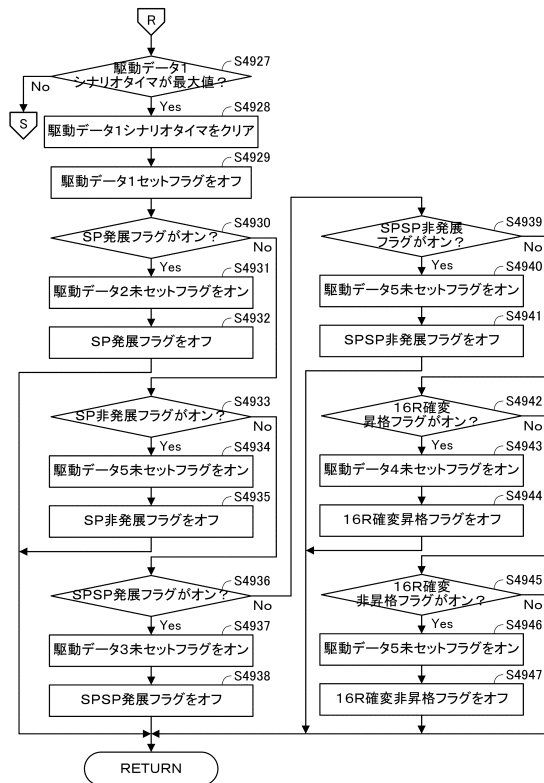 R
S4927
駆動データ1
シナリオタイマが最大値？
No
S
Yes
S4928
駆動データ1シナリオタイマをクリア
S4929
駆動データ1セットフラグをオフ
S4930
SP発展フラグがオン？
No
Yes
S4931
駆動データ2未セットフラグをオン
S4932
SP発展フラグをオフ
S4933
SP非発展フラグがオン？
No
Yes
S4934
駆動データ5未セットフラグをオン
S4935
SP非発展フラグをオフ
S4936
SPSP発展フラグがオン？
No
Yes
S4937
駆動データ3未セットフラグをオン
S4938
SPSP発展フラグをオフ
RETURN
S4939
SPSP非発展
フラグがオン？
No
Yes
S4940
駆動データ5未セットフラグをオン
S4941
SPSP非発展フラグをオフ
S4942
16R確変
昇格フラグがオン？
No
Yes
S4943
駆動データ4未セットフラグをオン
S4944
16R確変昇格フラグをオフ
S4945
16R確変
非昇格フラグがオン？
No
Yes
S4946
駆動データ5未セットフラグをオン
S4947
16R確変非昇格フラグをオフ